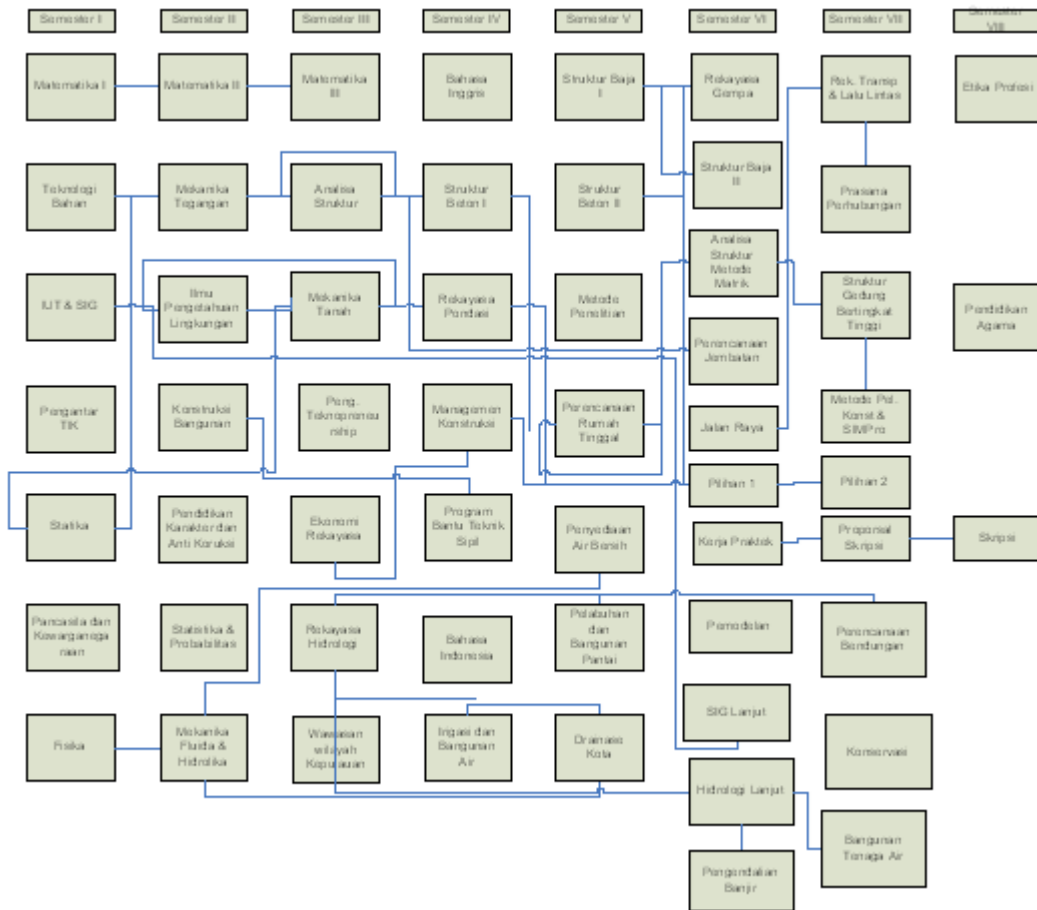 Semester I
Semester II
Semester III
Semester IV
Semester V
Semester VI
Semester VII
Semester
VIII
Matematika I
Matematika II
Matematika
III
Bahasa
Inggris
Struktur Baja
I
Rekayasa
Gempa
Rek. Transp
& Lalu Lintas
Etika Profesi
Teknologi
Bahan
Mekanika
Tegangan
Analisa
Struktur
Struktur
Beton I
Struktur
Beton II
Struktur Baja
II
Prasana
Perhubungan
IUT & SIG
Ilmu
Pengetahuan
Lingkungan
Mekanika
Tanah
Rekayasa
Pondasi
Metode
Penelitian
Analisa
Struktur
Metode
Matrik
Struktur
Gedung
Bertingkat
Tinggi
Pendidikan
Agama
Perencanaan
Jembatan
Pengantar
TIK
Konstruksi
Bangunan
Peng.
Teknopreneu
rship
Managemen
Konstruksi
Perencanaan
Rumah
Tinggal
Jalan Raya
Metode Pel.
Konst &
SIMPro
Pilihan 1
Pilihan 2
Statika
Pendidikan
Karakter dan
Anti Koruksi
Ekonomi
Rekayasa
Program
Bantu Teknik
Sipil
Penyediaan
Air Bersih
Kerja Praktek
Proposal
Skripsi
Skripsi
Pancasila dan
Kewarganega
raan
Statistika &
Probabilitas
Rekayasa
Hidrologi
Bahasa
Indonesia
Pelabuhan
dan
Bangunan
Pantai
Pemodelan
Perencanaan
Bendungan
Fisika
Mekanika
Fluida &
Hidrolika
Wawasan
wilayah
Kepulauan
Irigasi dan
Bangunan
Air
Drainase
Kota
SIG Lanjut
Konservasi
Hidrologi Lanjut
Bangunan
Tenaga Air
Pengendalian
Banjir